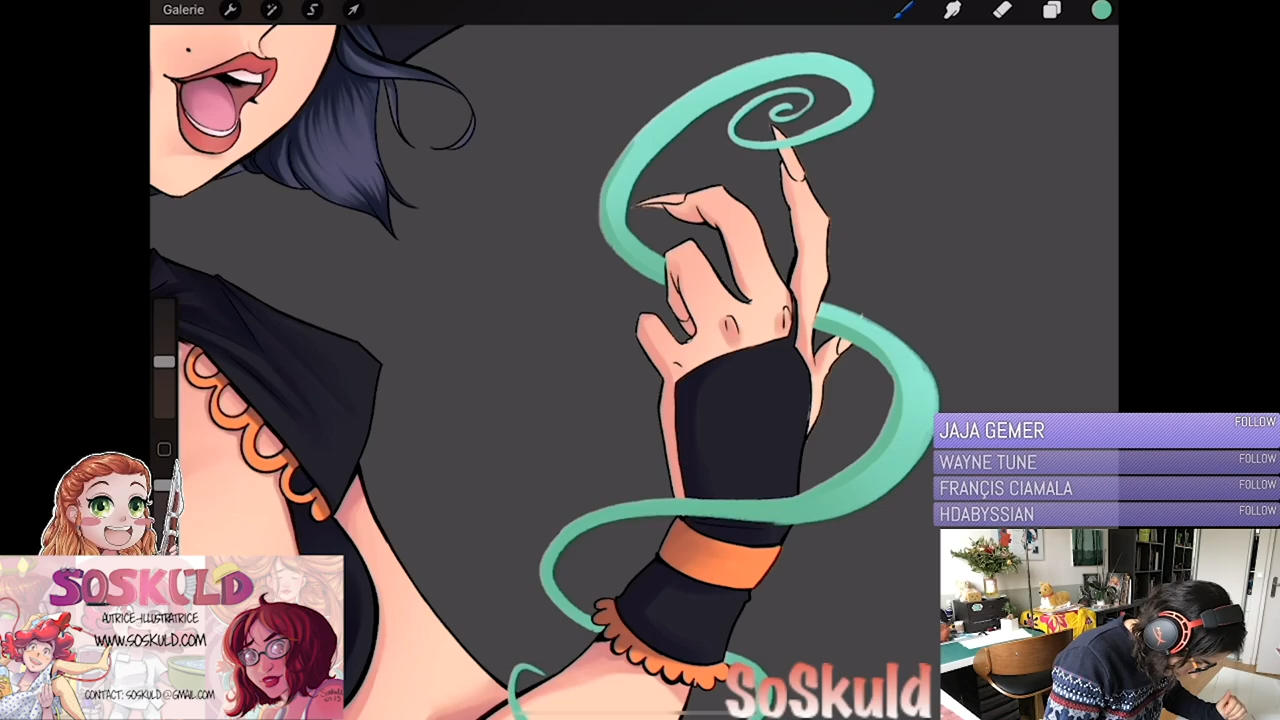 Galerie
JAJA GEMER FOLLOW
WAYNE TUNE FOLLOW
FRANÇIS CIAMALA FOLLOW
HDABYSSIAN FOLLOW
SOSKULD
AUTRICE-ILLUSTRATRICE
WWW.SOSKULD.COM
CONTACT: SOSKULD@GMAIL.COM
SoSkuld